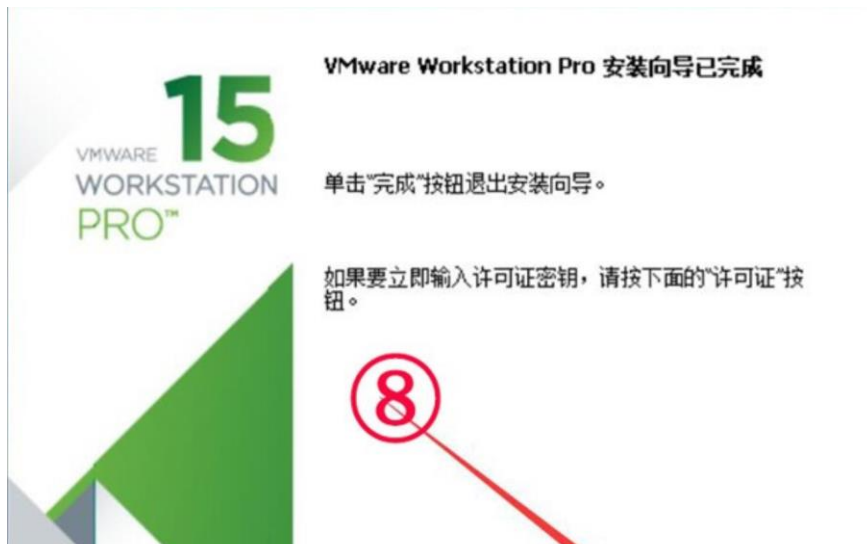 VMware Workstation Pro 安装向导已完成
15
VMWARE
WORKSTATION
PRO™
单击“完成”按钮退出安装向导。
如果要立即输入许可证密钥，请按下面的“许可证”按
钮。
⑧